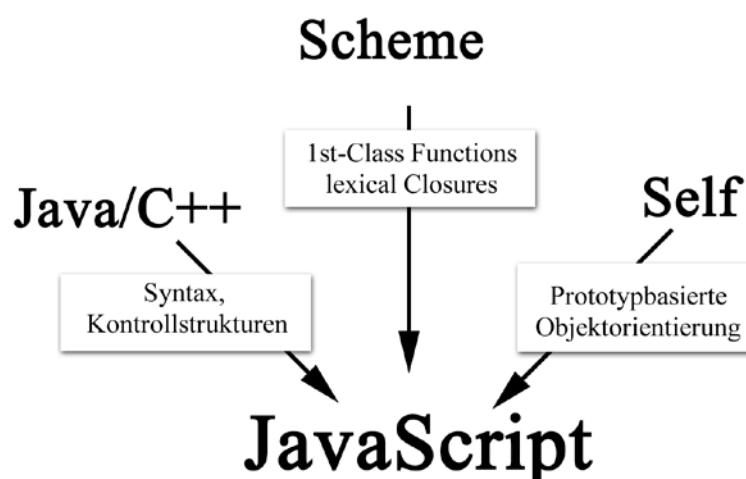 Scheme
1st-Class Functions
lexical Closures
Java/C++
Self
Syntax,
Kontrollstrukturen
Prototypbasierte
Objektorientierung
JavaScript